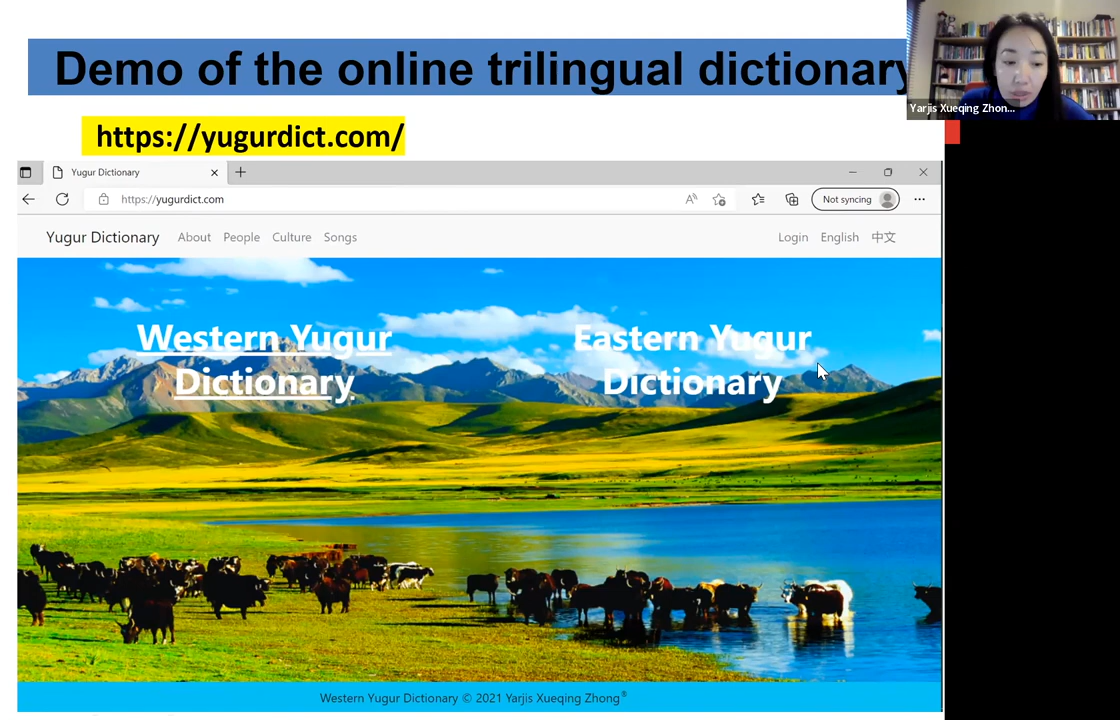 Demo of the online trilingual dictionary
Yarjis Xueqing Zhon...
https://yugurdict.com/
Yugur Dictionary
https://yugurdict.com
Not syncing
Yugur Dictionary About People Culture Songs Login English 中文
Western Yugur
Dictionary
Eastern Yugur
Dictionary
Western Yugur Dictionary © 2021 Yarjis Xueqing Zhong®